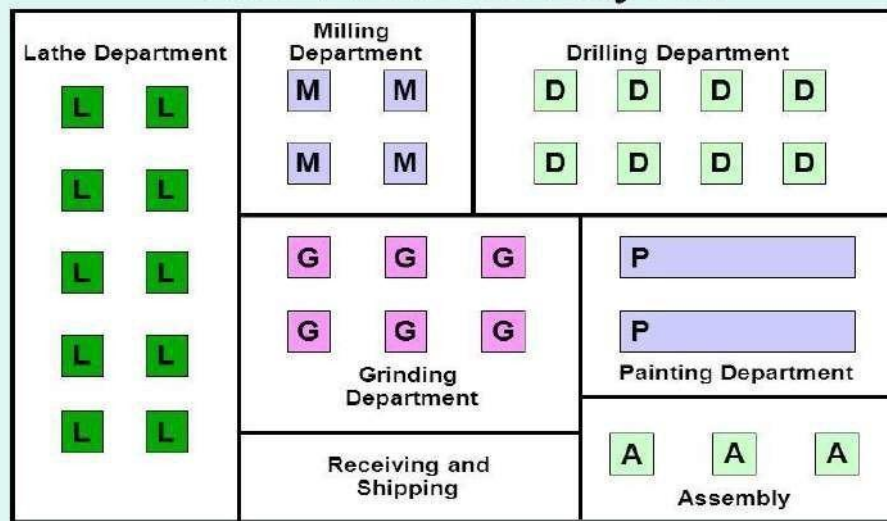 Lathe Department
L L
L L
L L
L L
L L
Milling
Department
M M
M M
Drilling Department
D D D D
D D D D
G G G
G G G
Grinding
Department
P
P
Painting Department
Receiving and
Shipping
A A A
Assembly